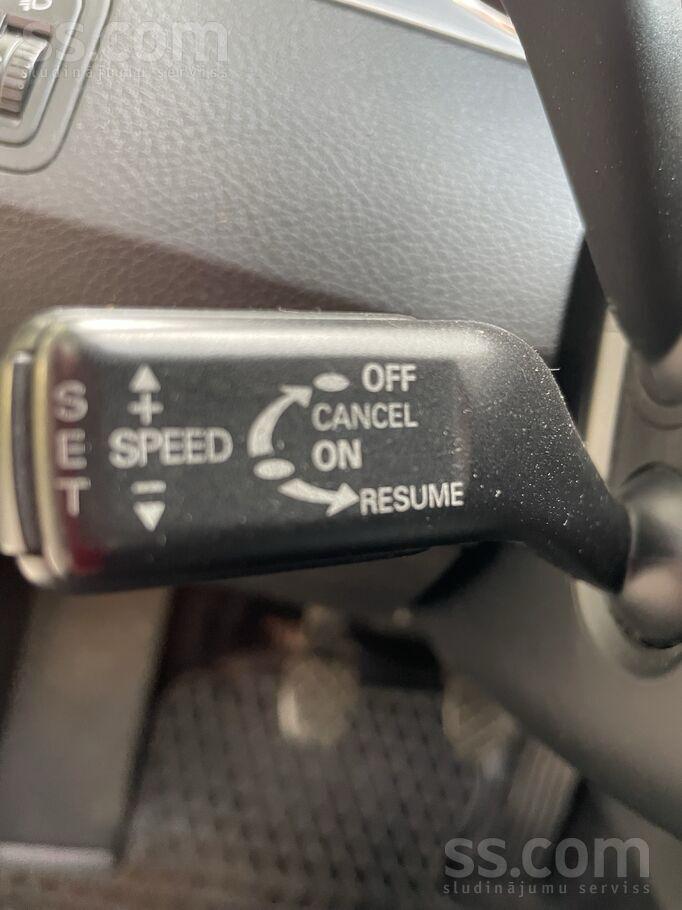 ss.com
sludinājumu serviss
SET
+
SPEED
−
OFF
CANCEL
ON
RESUME
ss.com
sludinājumu serviss